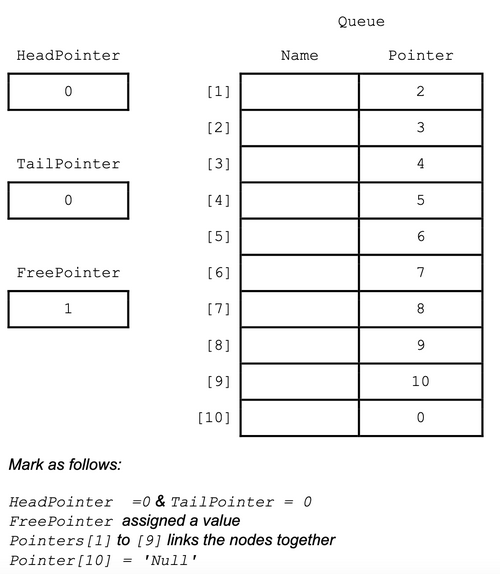 Queue
HeadPointer Name Pointer
0 [1] 2
[2] 3
TailPointer [3] 4
0 [4] 5
[5] 6
FreePointer [6] 7
1 [7] 8
[8] 9
[9] 10
[10] 0
Mark as follows:
HeadPointer =0 & TailPointer = 0
FreePointer assigned a value
Pointers[1] to [9] links the nodes together
Pointer[10] = 'Null'